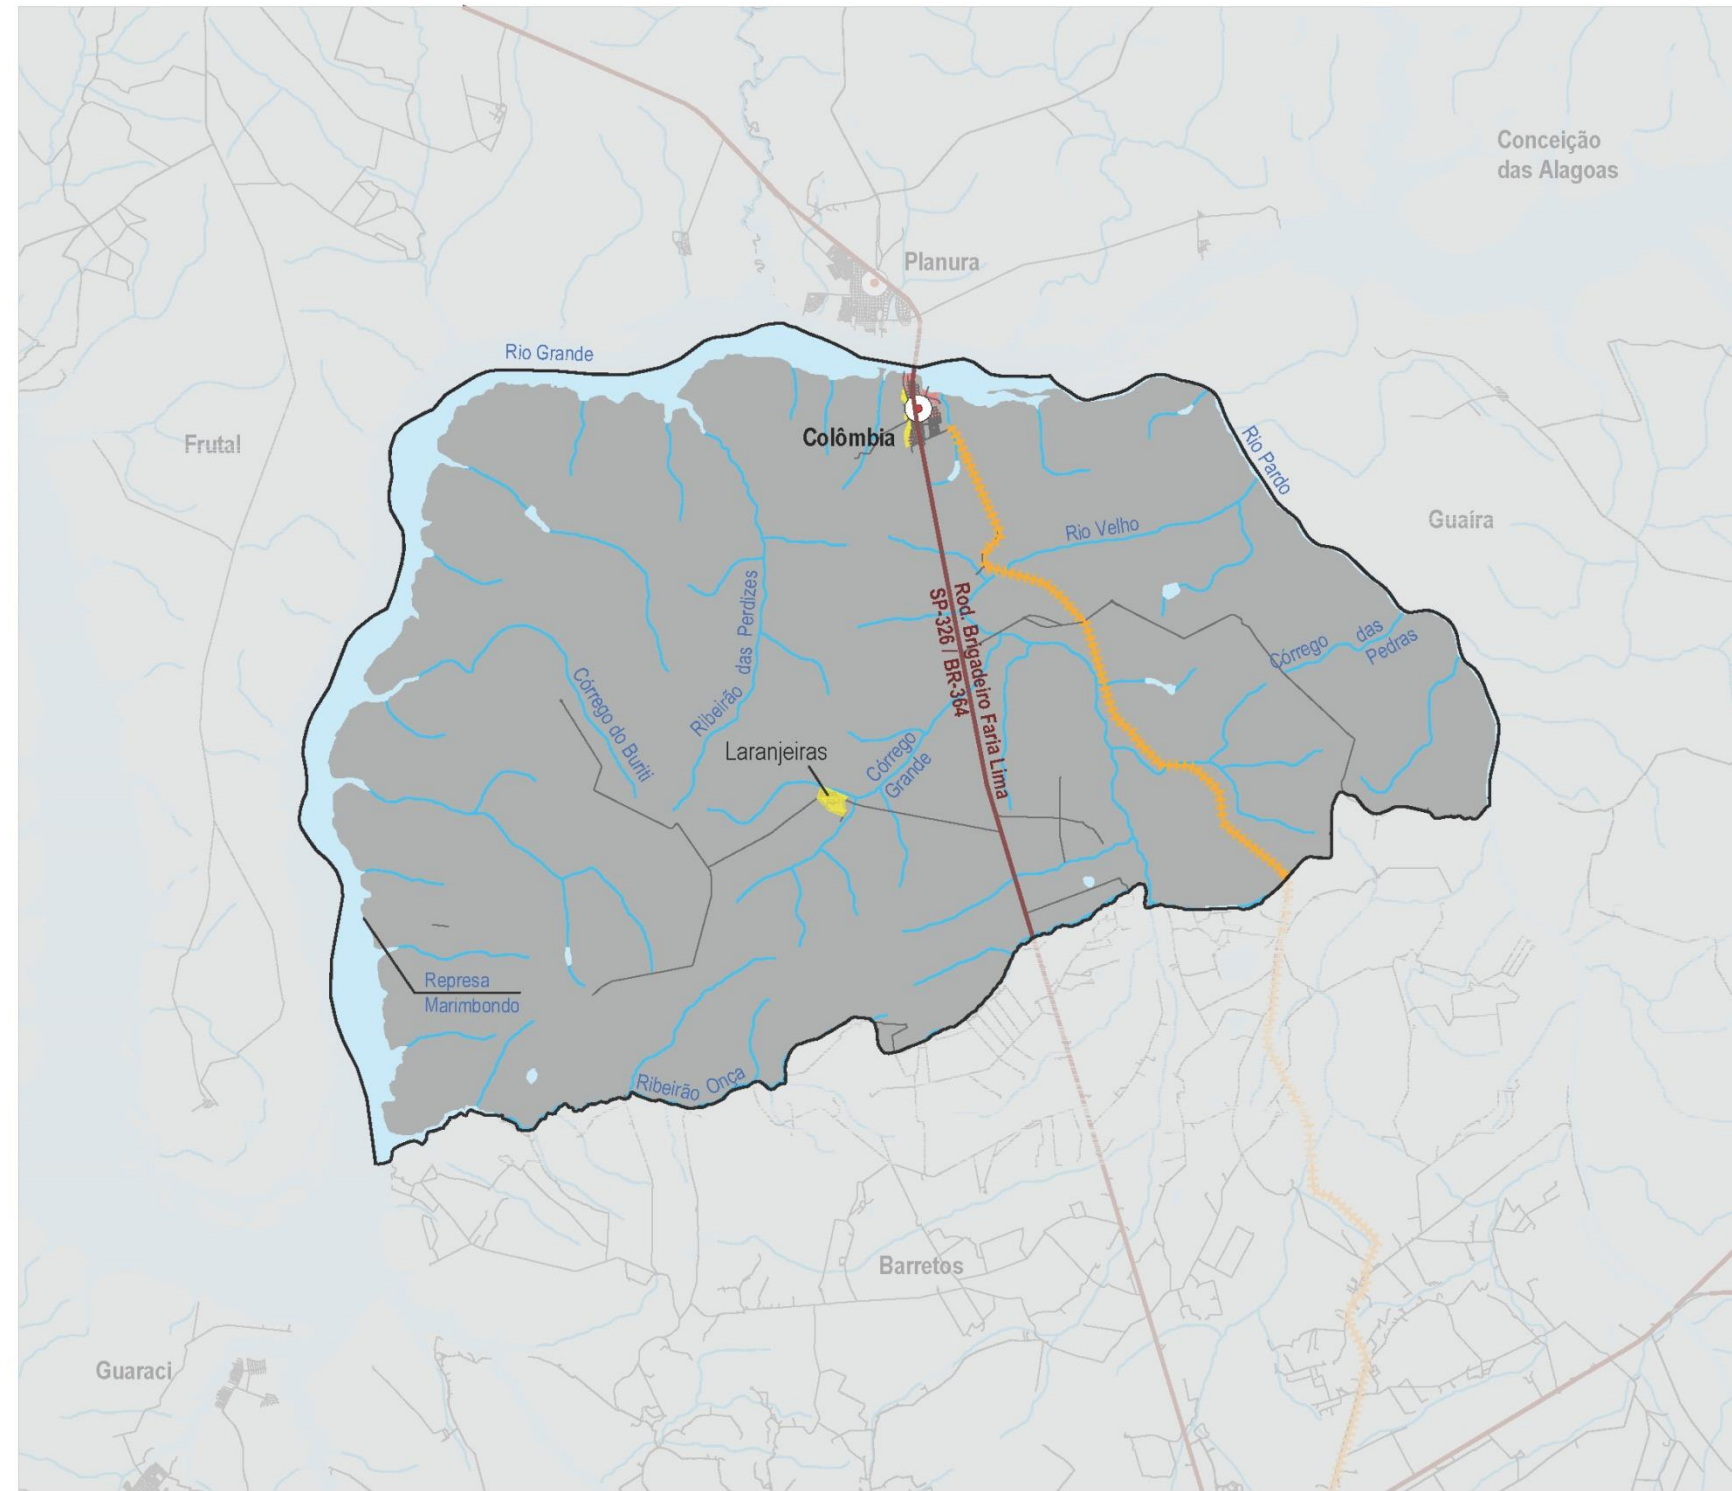 Conceição
das Alagoas
Planura
Rio Grande
Frutal
Colômbia
Rio Pardo
Guaíra
Rio Velho
Ribeirão das Perdizes
Rod. Brigadeiro Faria Lima
SP-326 / BR-364
Córrego das
Pedras
Córrego do Buriti
Laranjeiras
Córrego
Grande
Represa
Marimbondo
Ribeirão Onça
Barretos
Guaraci